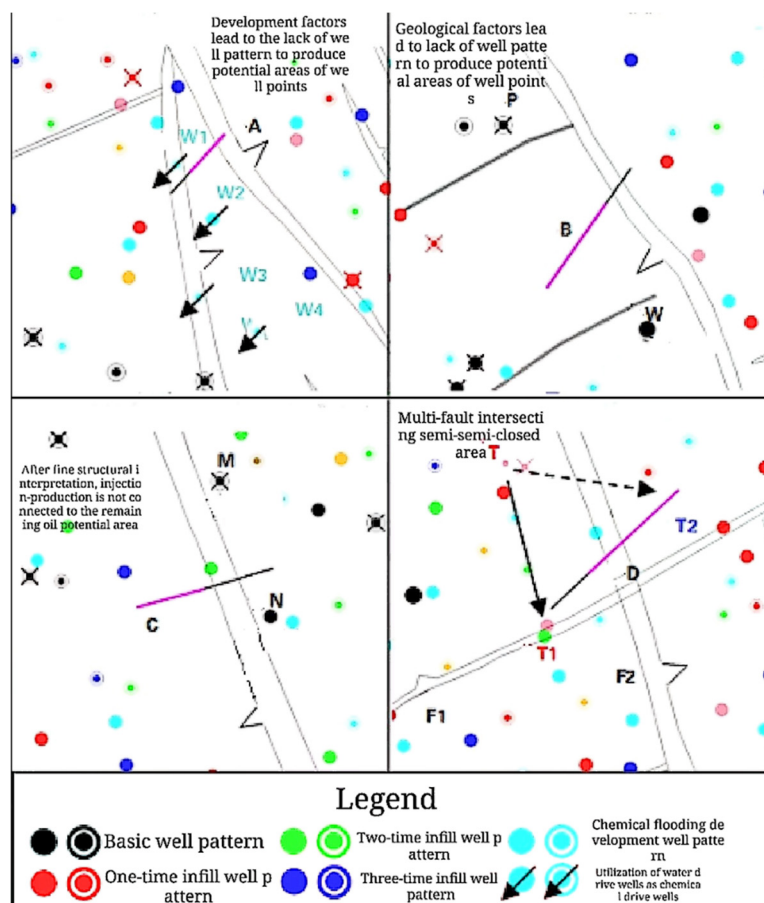 Development factors
lead to the lack of we
ll pattern to produce
potential areas of we
ll points
A
W1
W2
W3
W4
Geological factors lea
d to lack of well patte
rn to produce potenti
al areas of well point
s
P
B
W
After fine structural i
nterpretation, injectio
n-production is not co
nnected to the remain
ing oil potential area
M
C
N
Multi-fault intersecti
ng semi-semi-closed
area
T
T2
D
T1
F2
F1
Legend
Basic well pattern
Two-time infill well p
attern
Chemical flooding de
velopment well patte
rn
One-time infill well p
attern
Three-time infill well
pattern
Utilization of water d
rive wells as chemica
l drive wells